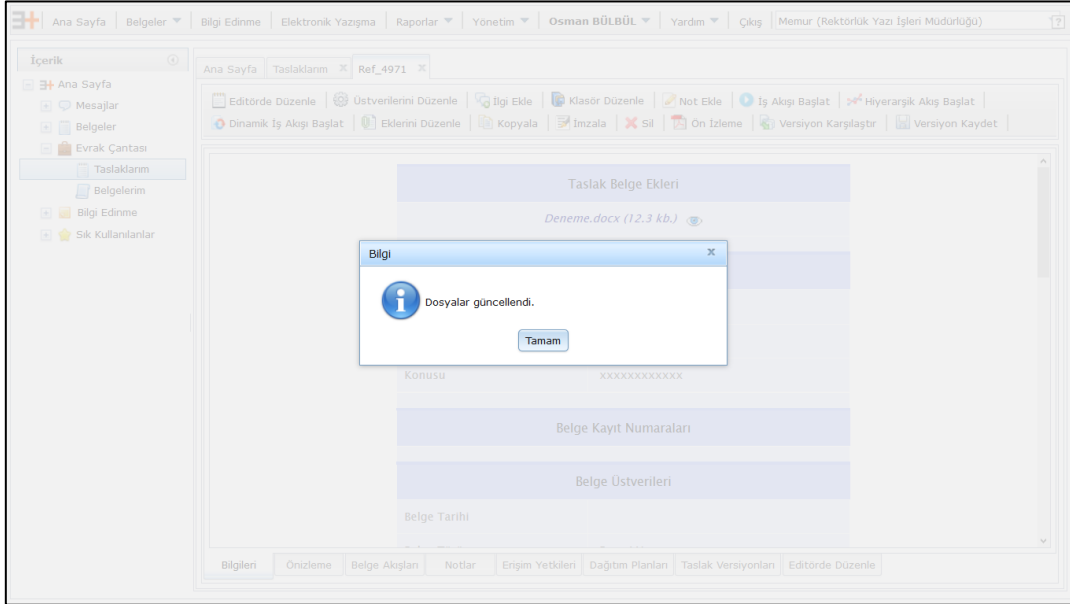 Ana Sayfa Belgeler Bilgi Edinme Elektronik Yazışma Raporlar Yönetim Osman BÜLBÜL Yardım Çıkış Memur (Rektörlük Yazı İşleri Müdürlüğü)
İçerik
Ana Sayfa
Mesajlar
Belgeler
Evrak Çantası
Taslaklarım
Belgelerim
Bilgi Edinme
Sık Kullanılanlar
Ana Sayfa Taslaklarım Ref_4971
Editörde Düzenle Üstverilerini Düzenle İlgi Ekle Klasör Düzenle Not Ekle İş Akışı Başlat Hiyerarşik Akış Başlat
Dinamik İş Akışı Başlat Eklerini Düzenle Kopyala İmzala Sil Ön İzleme Versiyon Karşılaştır Versiyon Kaydet
Taslak Belge Ekleri
Deneme.docx (12.3 kb.)
Bilgi x
Dosyalar güncellendi.
Tamam
Konusu xxxxxxxxxxxx
Belge Kayıt Numaraları
Belge Üstverileri
Belge Tarihi
Bilgileri Önizleme Belge Akışları Notlar Erişim Yetkileri Dağıtım Planları Taslak Versiyonları Editörde Düzenle